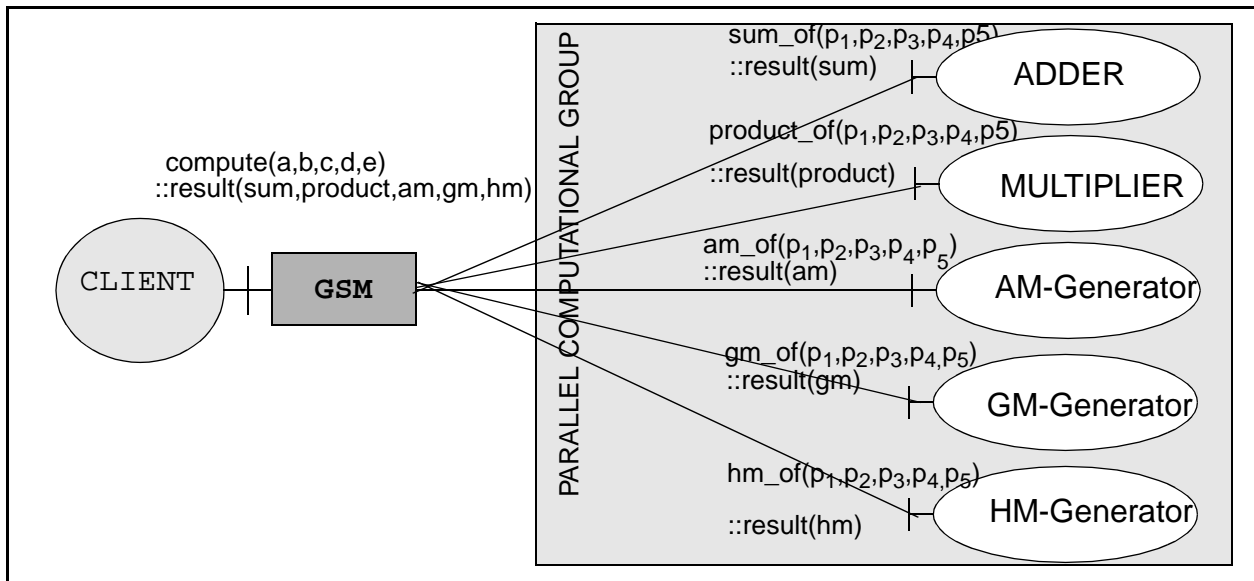 compute(a,b,c,d,e)
::result(sum,product,am,gm,hm)
CLIENT
GSM
PARALLEL COMPUTATIONAL GROUP
sum_of(p1,p2,p3,p4,p5)
::result(sum)
ADDER
product_of(p1,p2,p3,p4,p5)
::result(product)
MULTIPLIER
am_of(p1,p2,p3,p4,p5)
::result(am)
AM-Generator
gm_of(p1,p2,p3,p4,p5)
::result(gm)
GM-Generator
hm_of(p1,p2,p3,p4,p5)
::result(hm)
HM-Generator